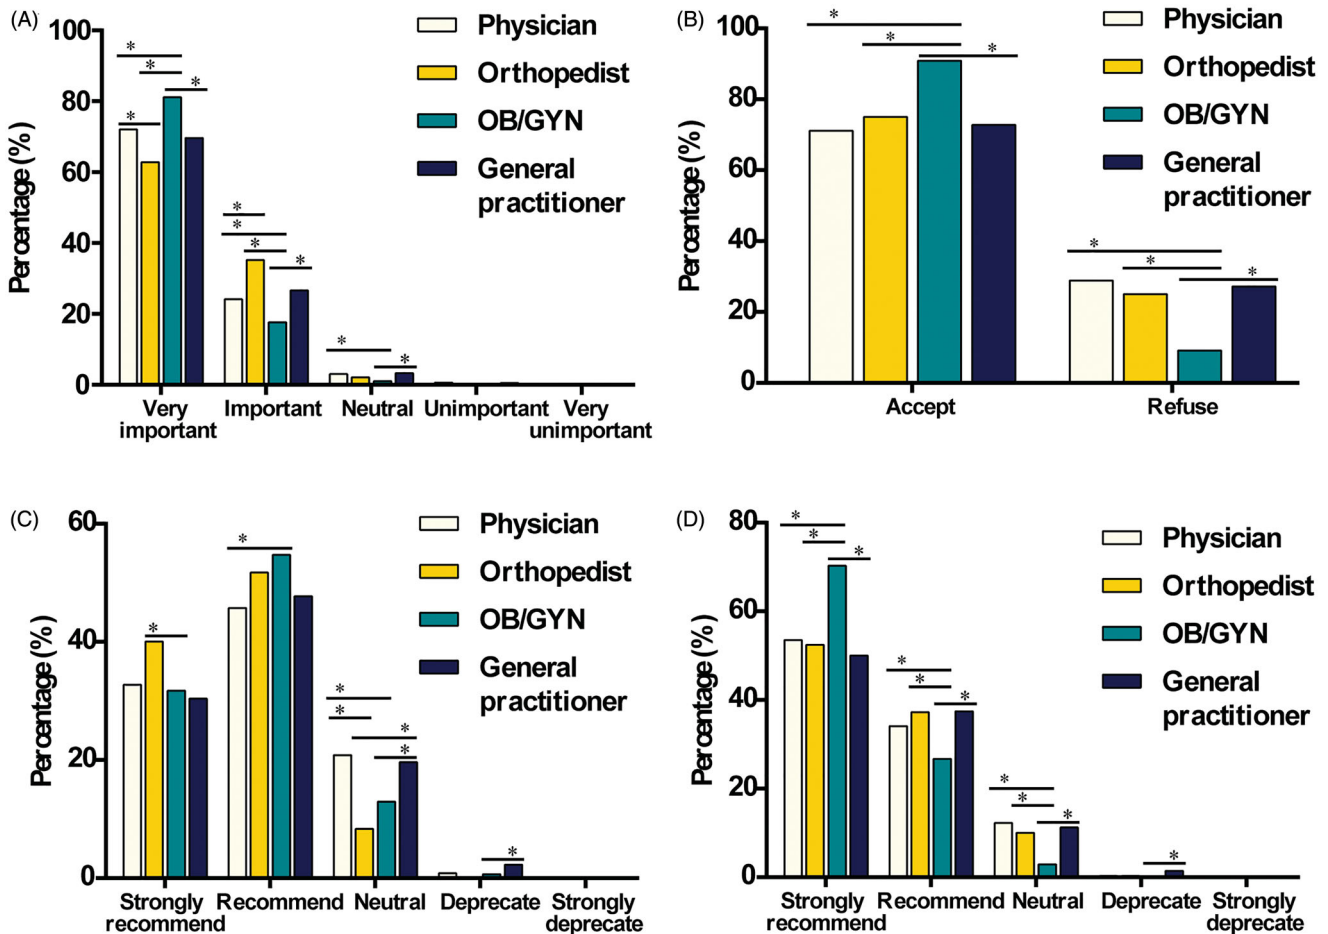 (A)
Percentage (%)
100
80
60
40
20
0
*
*
*
*
*
*
*
*
*
*
Physician
Orthopedist
OB/GYN
General
practitioner
Very
important
Important
Neutral
Unimportant
Very
unimportant
(B)
Percentage (%)
100
80
60
40
20
0
*
*
*
*
*
*
Physician
Orthopedist
OB/GYN
General
practitioner
Accept
Refuse
(C)
Percentage (%)
60
40
20
0
*
*
*
*
*
*
*
Physician
Orthopedist
OB/GYN
General
practitioner
Strongly
recommend
Recommend
Neutral
Deprecate
Strongly
deprecate
(D)
Percentage (%)
80
60
40
20
0
*
*
*
*
*
*
*
*
*
*
Physician
Orthopedist
OB/GYN
General
practitioner
Strongly
recommend
Recommend
Neutral
Deprecate
Strongly
deprecate